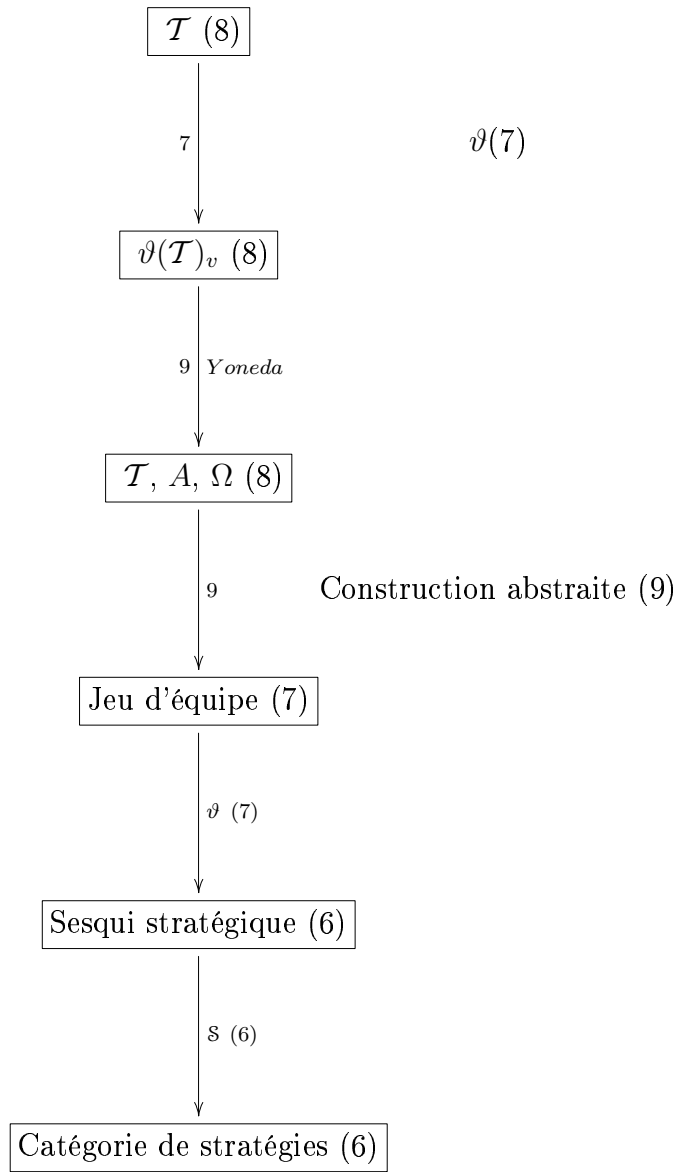 𝒯 (8)
7
ϑ(7)
ϑ(𝒯)ᵥ (8)
9 Yoneda
𝒯, A, Ω (8)
9
Construction abstraite (9)
Jeu d'équipe (7)
ϑ (7)
Sesqui stratégique (6)
𝒮 (6)
Catégorie de stratégies (6)